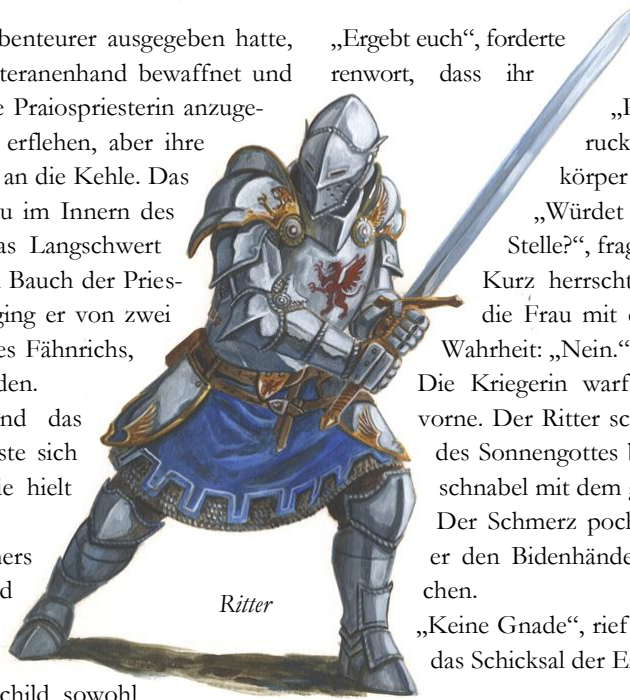 benteurer ausgegeben hatte,
teranenhand bewaffnet und
e Praiospriesterin anzuge-
erflehen, aber ihre
an die Kehle. Das
u im Innern des
as Langschwert
Bauch der Pries-
ging er von zwei
es Fähnrichs,
den.
nd das
ste sich
ie hielt
ners
d
child sowohl
Ritter
„Ergebt euch“, forderte
renwort, dass ihr
„E
ruck
körper
„Würdet
Stelle?“, frag
Kurz herrscht
die Frau mit
Wahrheit: „Nein.“
Die Kriegerin warf
vorne. Der Ritter sc
des Sonnengottes b
schnabel mit dem g
Der Schmerz poch
er den Bidenhände
chen.
„Keine Gnade“, rief
das Schicksal der E